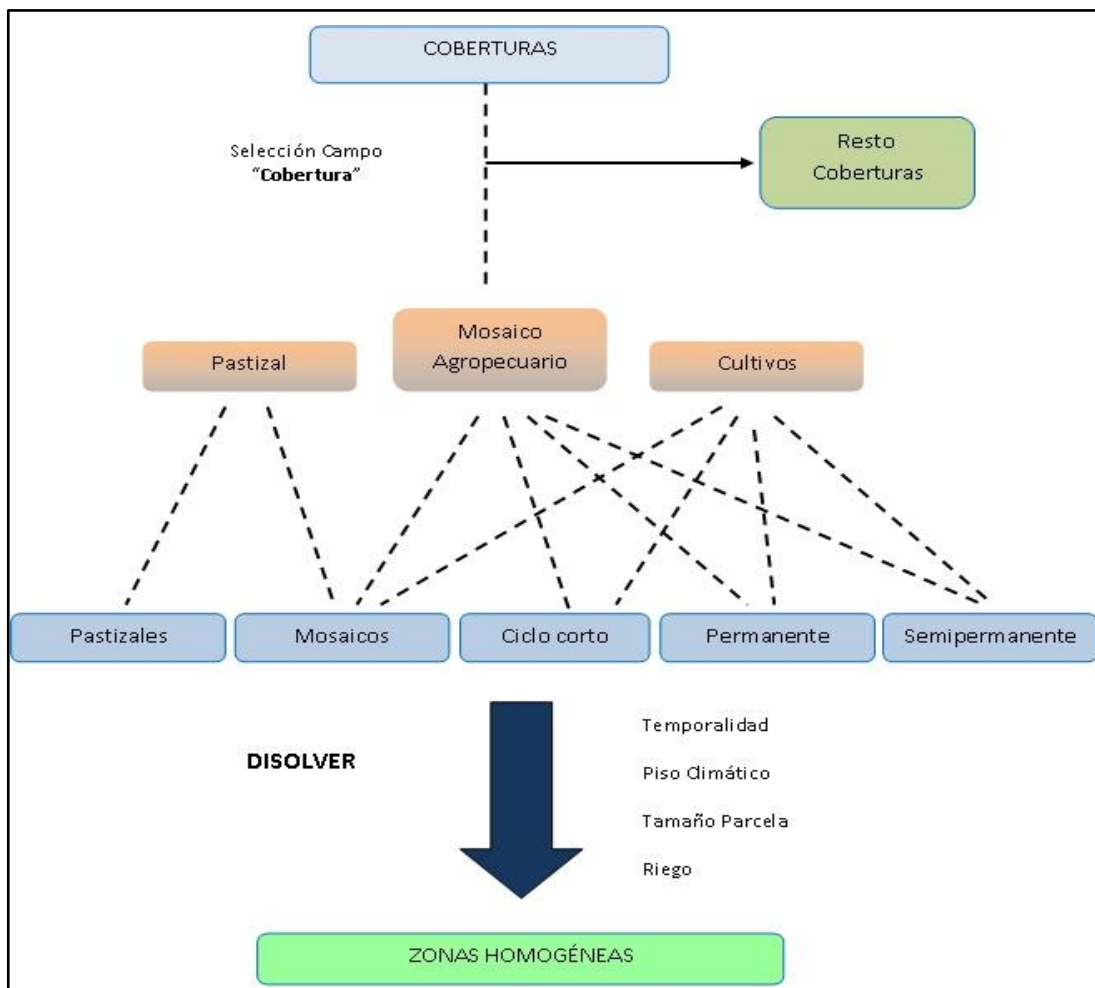 COBERTURAS
Selección Campo
“Cobertura”
Resto
Coberturas
Pastizal
Mosaico
Agropecuario
Cultivos
Pastizales
Mosaicos
Ciclo corto
Permanente
Semipermanente
DISOLVER
Temporalidad
Piso Climático
Tamaño Parcela
Riego
ZONAS HOMOGÉNEAS